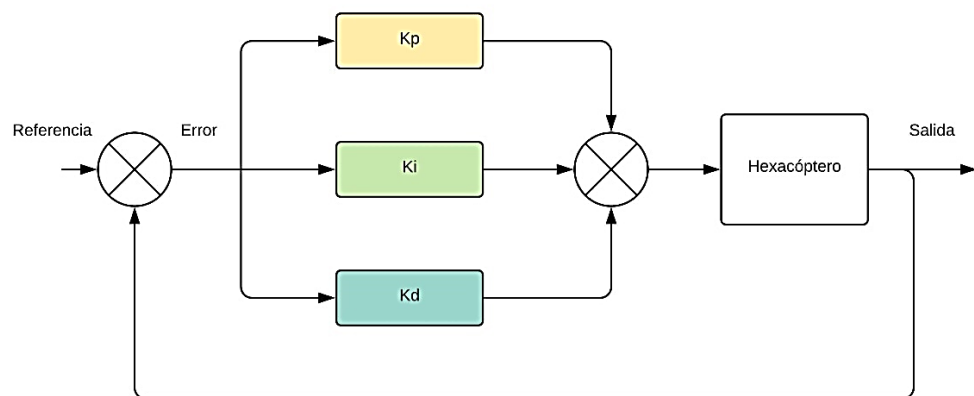 Kp
Referencia
Error
Ki
Hexacóptero
Salida
Kd